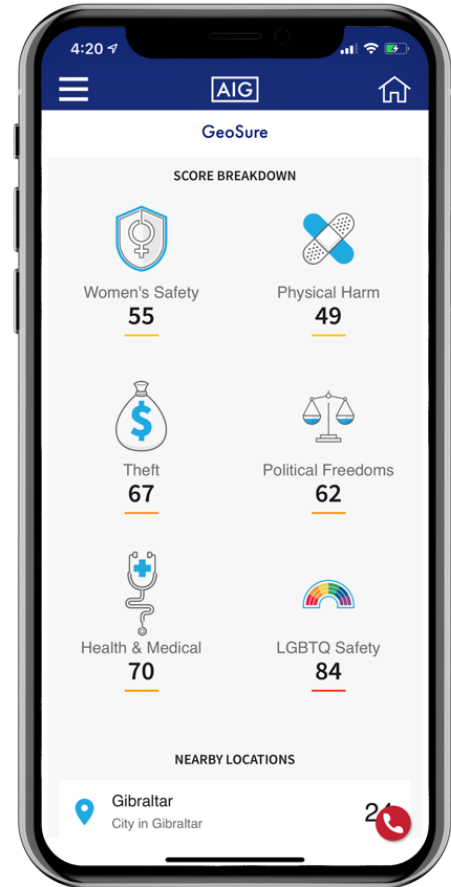 4:20
AIG
GeoSure
SCORE BREAKDOWN
Women's Safety
55
Physical Harm
49
$
Theft
67
Political Freedoms
62
Health & Medical
70
LGBTQ Safety
84
NEARBY LOCATIONS
Gibraltar
City in Gibraltar